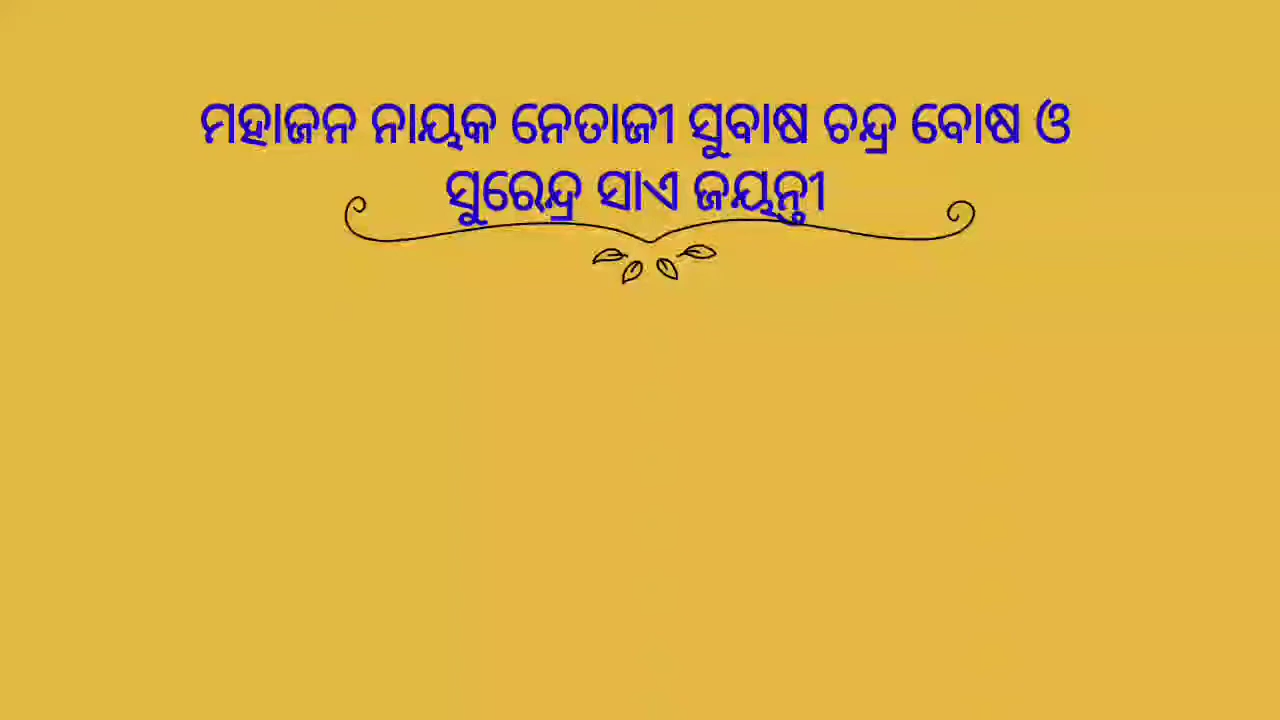 ମହାଜନ ନାୟକ ନେତାଜୀ ସୁବାଷ ଚନ୍ଦ୍ର ବୋଷ ଓ
ସୁରେନ୍ଦ୍ର ସାଏ ଜୟନ୍ତୀ